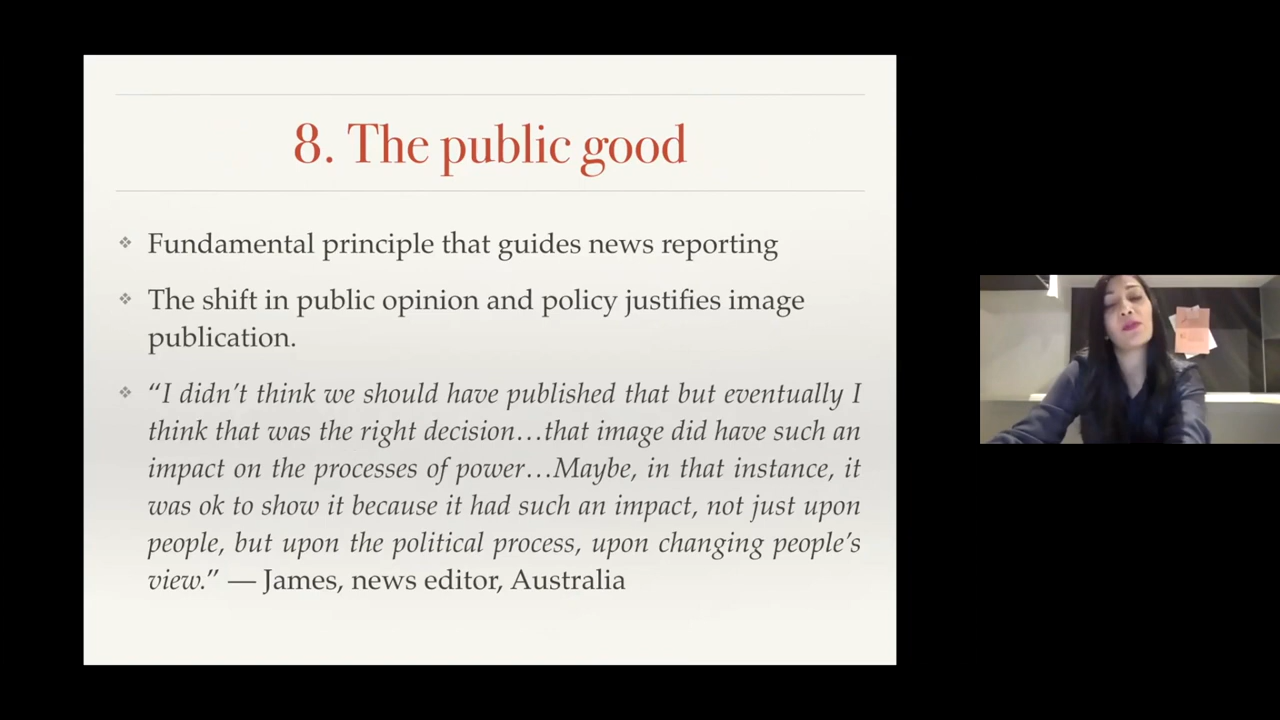 8. The public good
Fundamental principle that guides news reporting
The shift in public opinion and policy justifies image
publication.
“I didn’t think we should have published that but eventually I
think that was the right decision…that image did have such an
impact on the processes of power…Maybe, in that instance, it
was ok to show it because it had such an impact, not just upon
people, but upon the political process, upon changing people’s
view.” — James, news editor, Australia